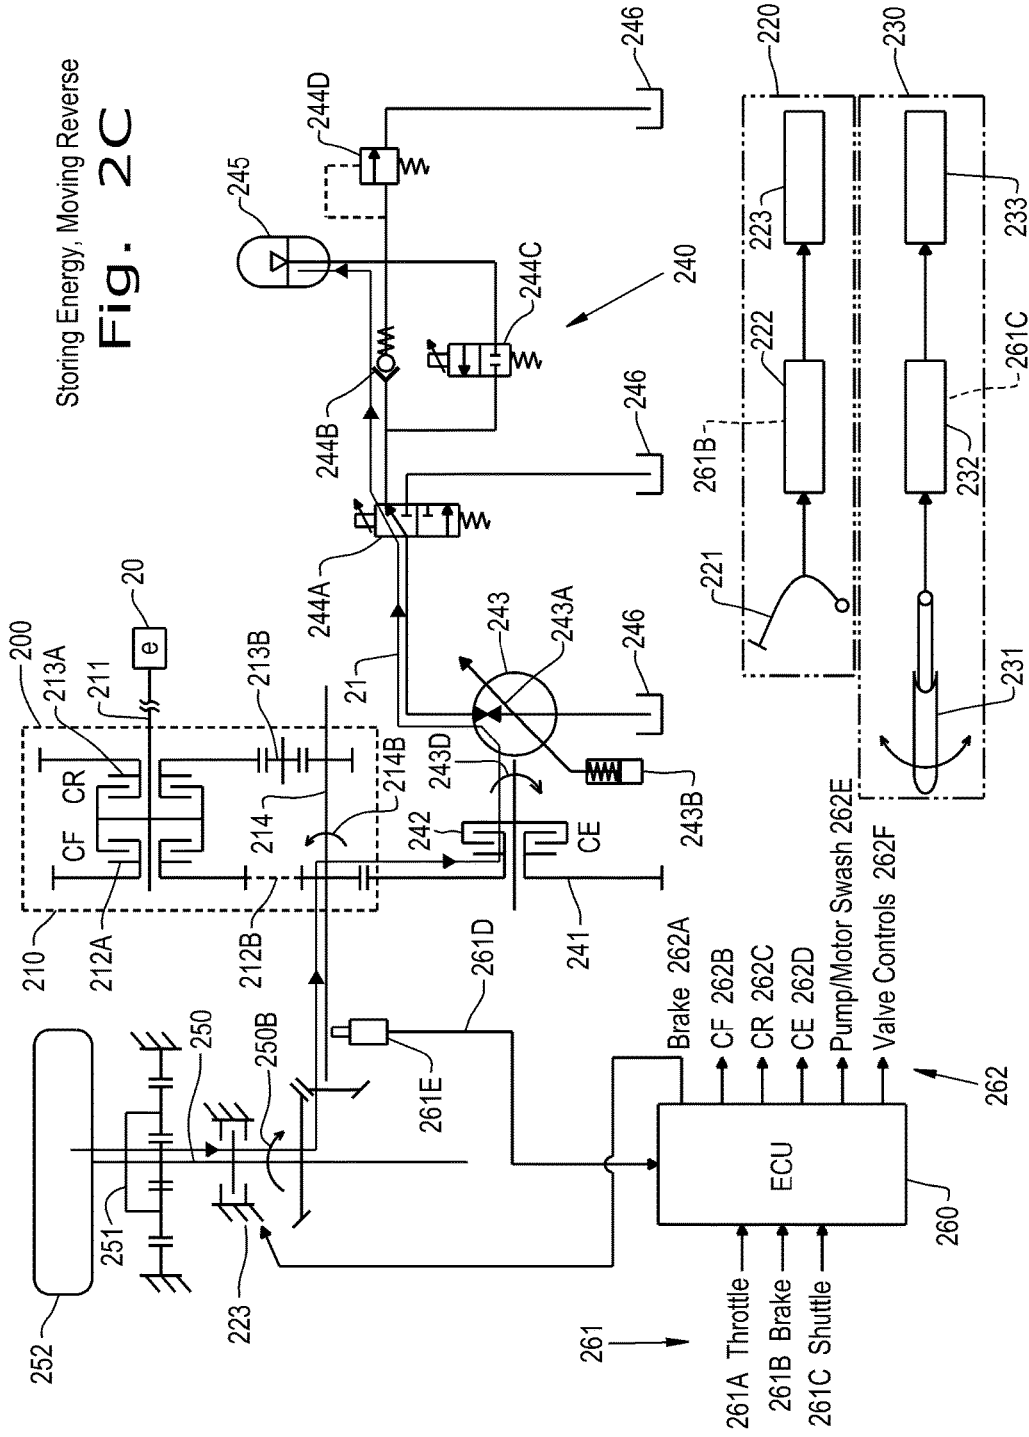 Storing Energy, Moving Reverse
Fig. 2C
252
251
250
223
250B
210
200
212A
CF
CR
213A
211
20
e
212B
214
213B
214B
261E
261D
241
242
CE
243D
243B
243
243A
21
244A
244B
244C
244D
245
246
246
246
240
261
261A Throttle
261B Brake
261C Shuttle
ECU
260
262
Brake 262A
CF 262B
CR 262C
CE 262D
Pump/Motor Swash 262E
Valve Controls 262F
220
221
222
223
261B
230
231
232
233
261C